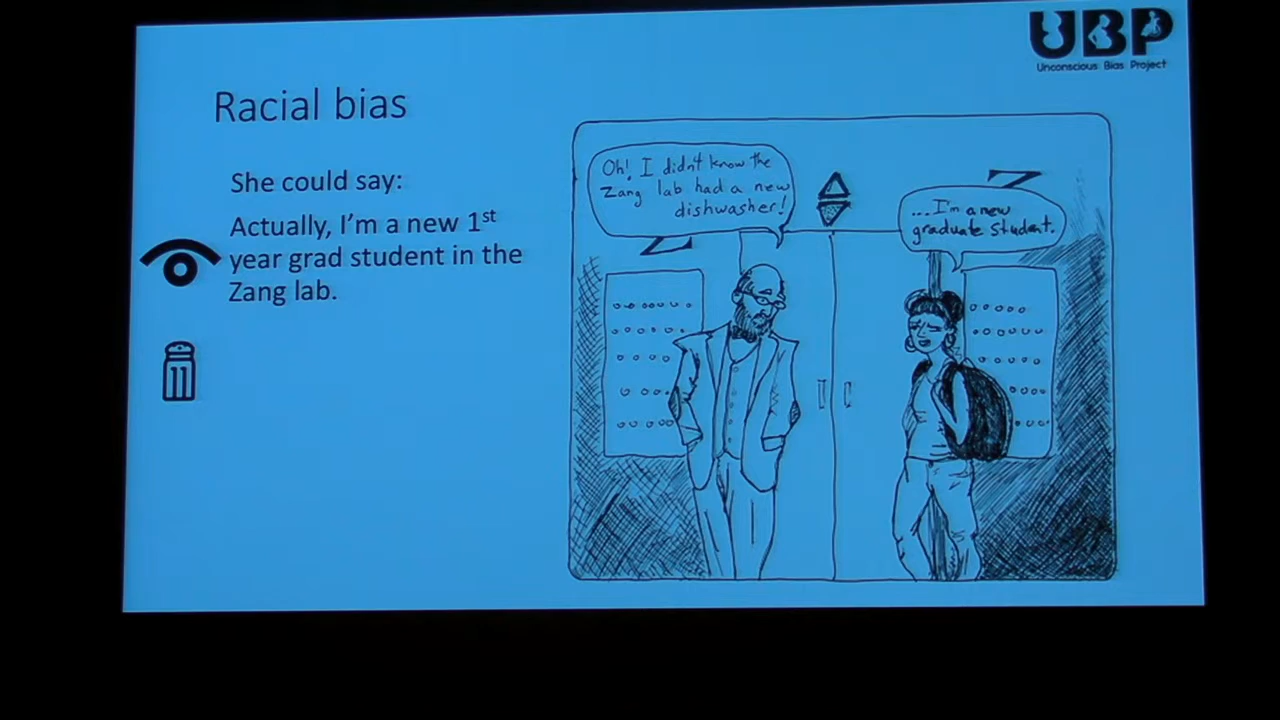 UBP
Unconscious Bias Project
Racial bias
She could say:
Actually, I'm a new 1st
year grad student in the
Zang lab.
Oh! I didn't know the
Zang lab had a new
dishwasher!
...I'm a new
graduate student.
Z
Z